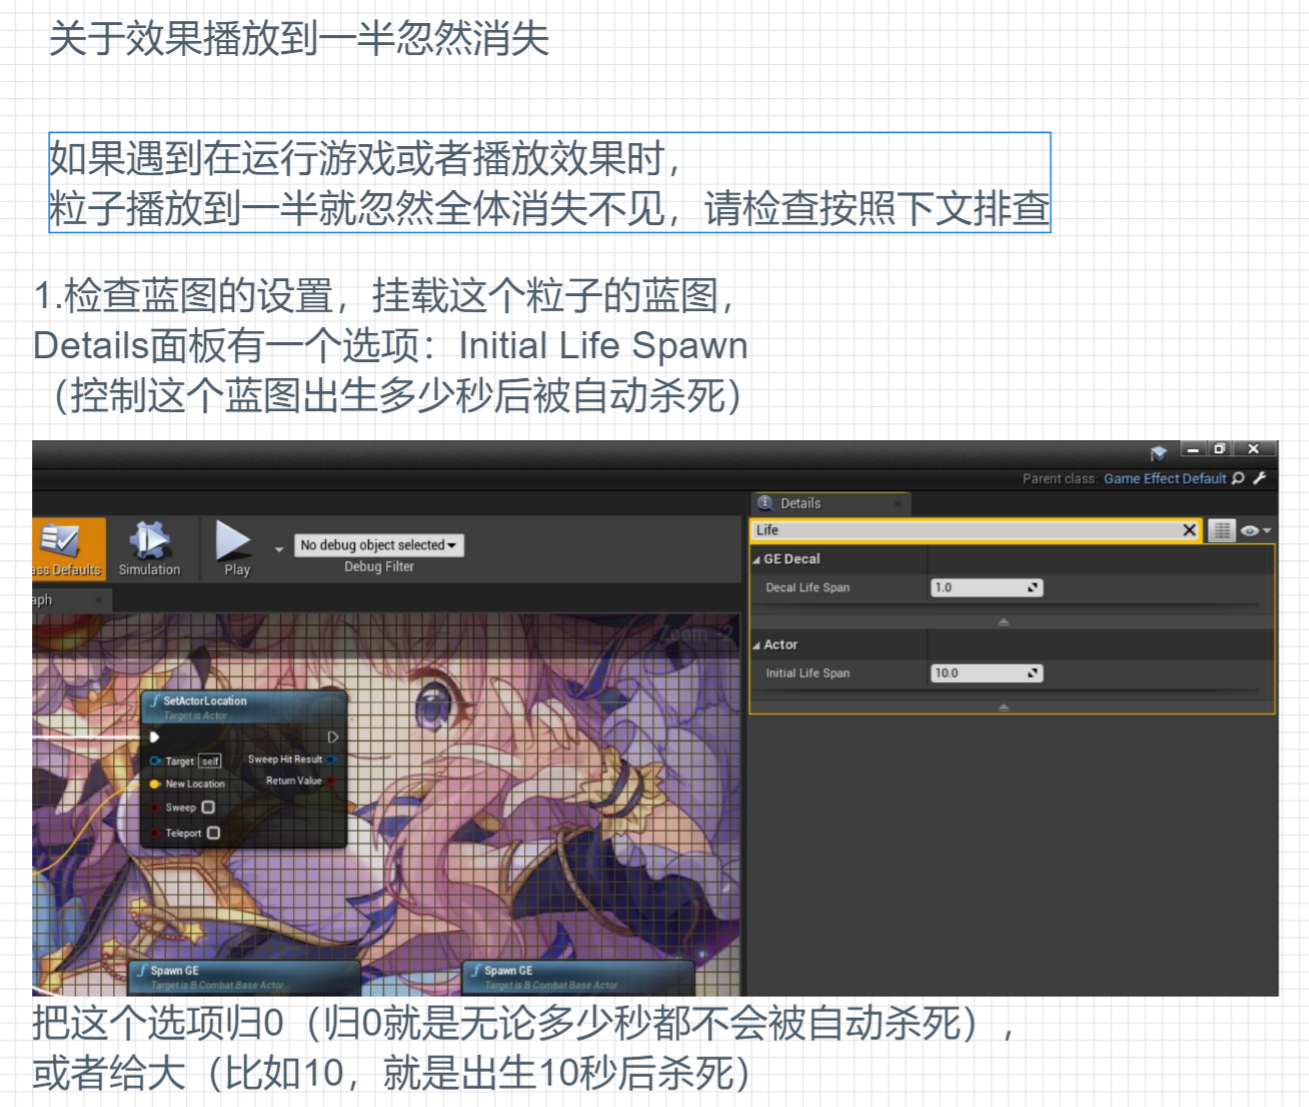 关于效果播放到一半忽然消失
如果遇到在运行游戏或者播放效果时，
粒子播放到一半就忽然全体消失不见，请检查按照下文排查
1.检查蓝图的设置，挂载这个粒子的蓝图，
Details面板有一个选项：Initial Life Spawn
（控制这个蓝图出生多少秒后被自动杀死）
Parent class: Game Effect Default
Details
Life
ass Defaults
Simulation
Play
No debug object selected
Debug Filter
GE Decal
Decal Life Span 1.0
aph
Zoom -2
Actor
Initial Life Span 10.0
SetActorLocation
Target is Actor
Target self
Sweep Hit Result
New Location
Return Value
Sweep
Teleport
Spawn GE
Target is B Combat Base Actor
Spawn GE
Target is B Combat Base Actor
把这个选项归0（归0就是无论多少秒都不会被自动杀死），
或者给大（比如10，就是出生10秒后杀死）